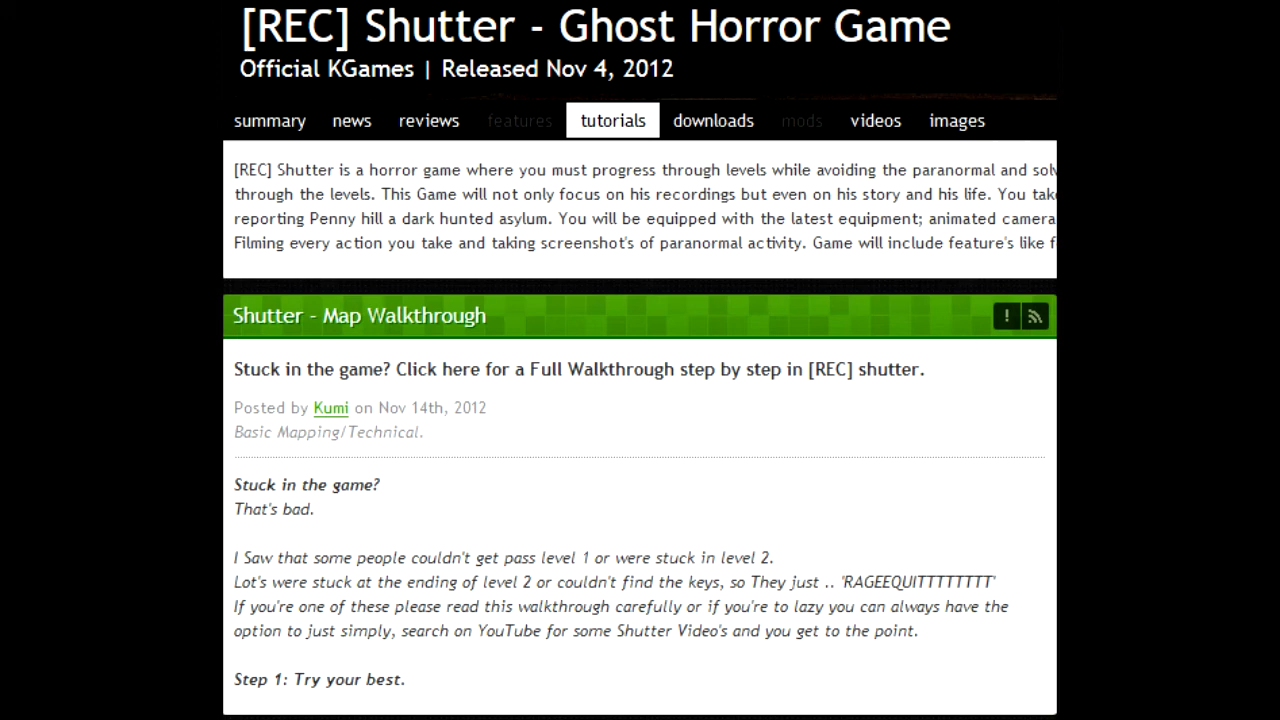 [REC] Shutter - Ghost Horror Game
Official KGames | Released Nov 4, 2012
summary news reviews features tutorials downloads mods videos images
[REC] Shutter is a horror game where you must progress through levels while avoiding the paranormal and solv
through the levels. This Game will not only focus on his recordings but even on his story and his life. You take
reporting Penny hill a dark hunted asylum. You will be equipped with the latest equipment; animated camera
Filming every action you take and taking screenshot's of paranormal activity. Game will include feature's like f
Shutter - Map Walkthrough
Stuck in the game? Click here for a Full Walkthrough step by step in [REC] shutter.
Posted by Kumi on Nov 14th, 2012
Basic Mapping/Technical.
Stuck in the game?
That's bad.
I Saw that some people couldn't get pass level 1 or were stuck in level 2.
Lot's were stuck at the ending of level 2 or couldn't find the keys, so They just .. 'RAGEEQUITTTTTTTT'
If you're one of these please read this walkthrough carefully or if you're to lazy you can always have the
option to just simply, search on YouTube for some Shutter Video's and you get to the point.
Step 1: Try your best.